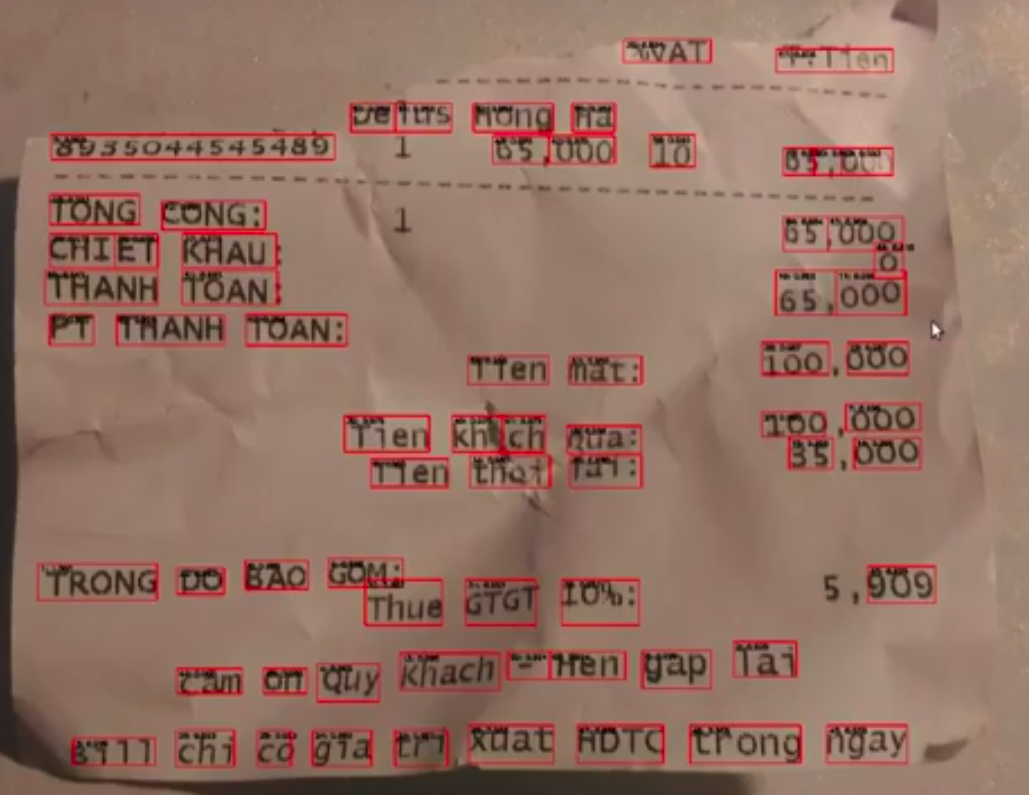 %VAT T.Tien
Hong Ha
8935044545489 1 65,000 10 65,000
TONG CONG: 1 65,000
CHIET KHAU: 0
THANH TOAN: 65,000
PT THANH TOAN:
Tien mat: 100,000
Tien khach dua: 100,000
Tien thoi lai: 35,000
TRONG DO BAO GOM:
Thue GTGT 10%: 5,909
Cam on Quy khach - Hen gap lai
Bill chi co gia tri xuat HDTC trong ngay